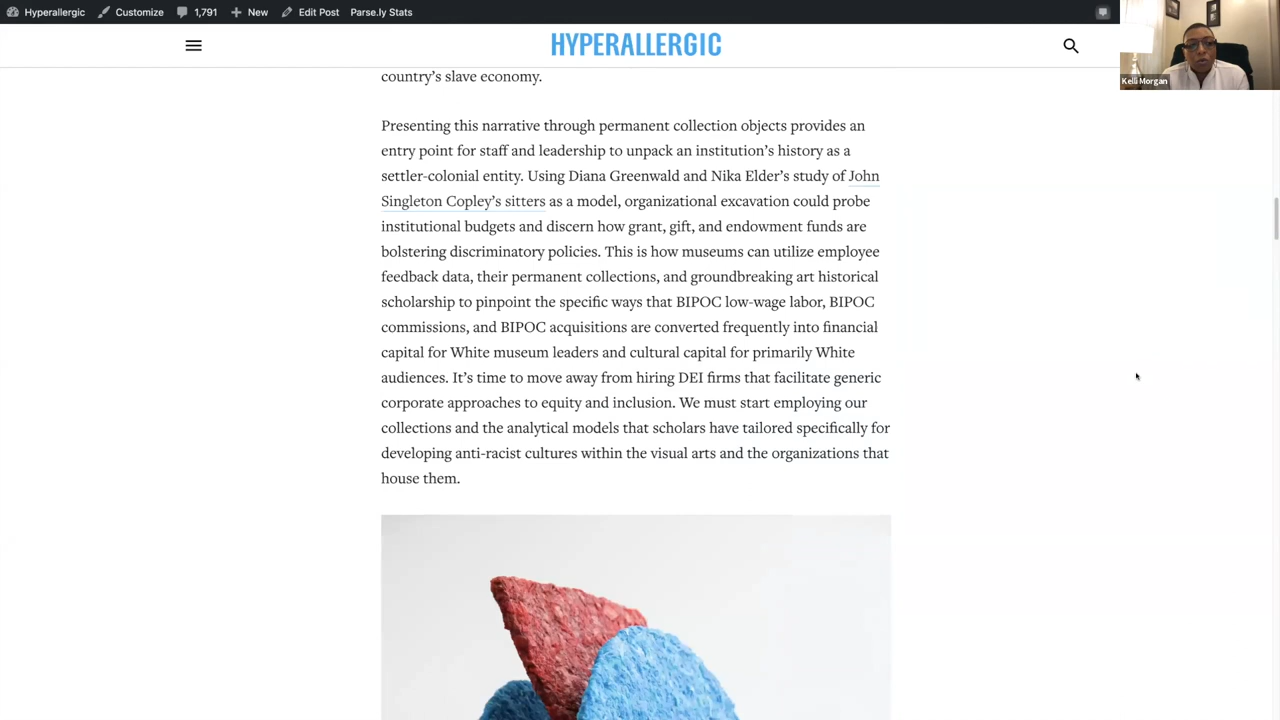 Hyperallergic Customize 1,791 New Edit Post Parse.ly Stats
HYPERALLERGIC
Kelli Morgan
country’s slave economy.
Presenting this narrative through permanent collection objects provides an
entry point for staff and leadership to unpack an institution’s history as a
settler-colonial entity. Using Diana Greenwald and Nika Elder’s study of John
Singleton Copley’s sitters as a model, organizational excavation could probe
institutional budgets and discern how grant, gift, and endowment funds are
bolstering discriminatory policies. This is how museums can utilize employee
feedback data, their permanent collections, and groundbreaking art historical
scholarship to pinpoint the specific ways that BIPOC low-wage labor, BIPOC
commissions, and BIPOC acquisitions are converted frequently into financial
capital for White museum leaders and cultural capital for primarily White
audiences. It’s time to move away from hiring DEI firms that facilitate generic
corporate approaches to equity and inclusion. We must start employing our
collections and the analytical models that scholars have tailored specifically for
developing anti-racist cultures within the visual arts and the organizations that
house them.